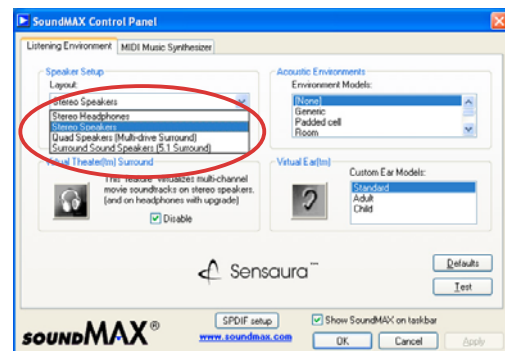 SoundMAX Control Panel
Listening Environment
MIDI Music Synthesizer
Speaker Setup
Layout:
Stereo Speakers
Stereo Headphones
Stereo Speakers
Quad Speakers (Multi-drive Surround)
Surround Sound Speakers (5.1 Surround)
Acoustic Environments
Environment Models:
[None]
Generic
Padded cell
Room
Virtual Theater(tm) Surround
This "feature" virtualizes multi-channel
movie soundtracks on stereo speakers.
(and on headphones with upgrade)
Disable
Virtual Ear(tm)
Custom Ear Models:
Standard
Adult
Child
Sensaura™
Defaults
Test
SOUNDMAX®
SPDIF setup
www.soundmax.com
Show SoundMAX on taskbar
OK
Cancel
Apply